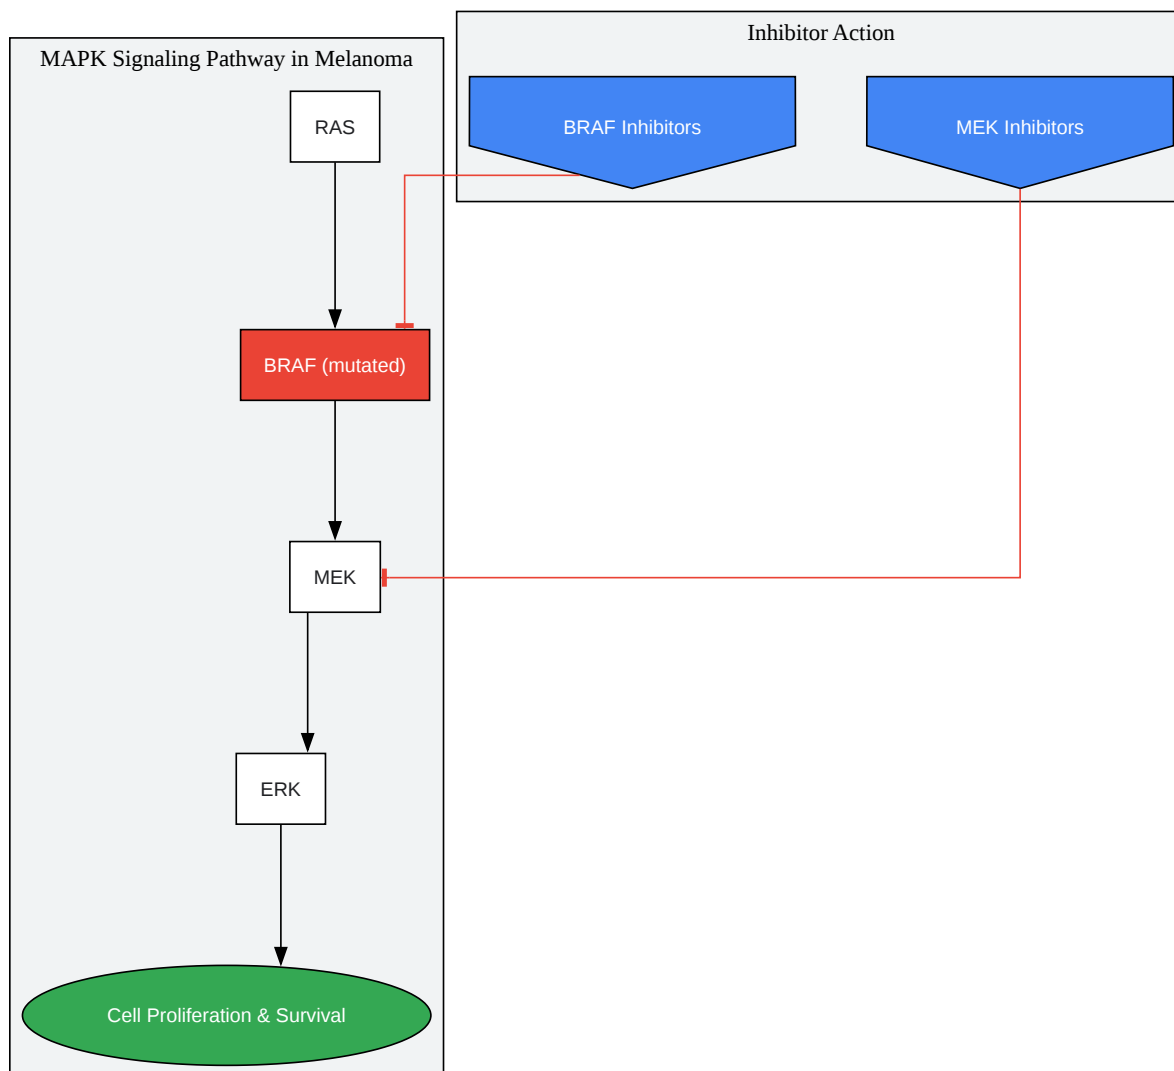 MAPK Signaling Pathway in Melanoma
RAS
BRAF (mutated)
MEK
ERK
Cell Proliferation & Survival
Inhibitor Action
BRAF Inhibitors
MEK Inhibitors